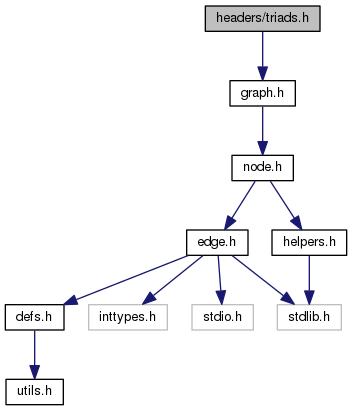 headers/triads.h
graph.h
node.h
edge.h
helpers.h
defs.h
inttypes.h
stdio.h
stdlib.h
utils.h